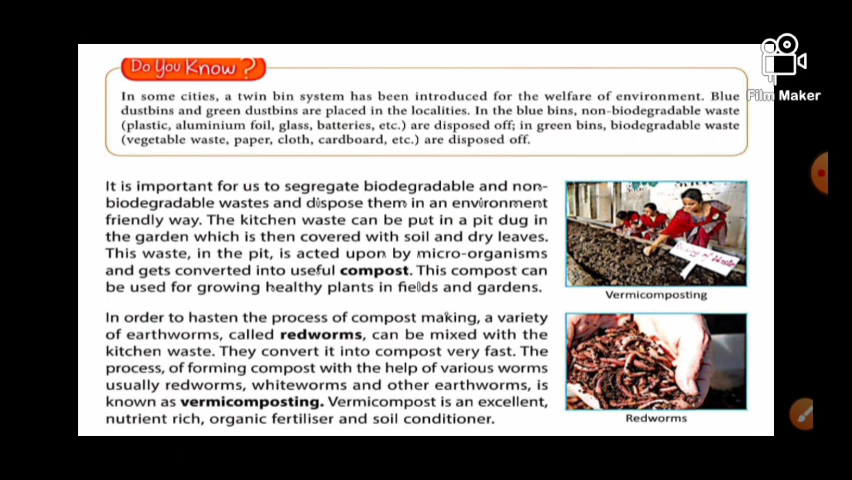 Do You Know?
In some cities, a twin bin system has been introduced for the welfare of environment. Blue
dustbins and green dustbins are placed in the localities. In the blue bins, non-biodegradable waste
(plastic, aluminium foil, glass, batteries, etc.) are disposed off; in green bins, biodegradable waste
(vegetable waste, paper, cloth, cardboard, etc.) are disposed off.
Film Maker
It is important for us to segregate biodegradable and non-
biodegradable wastes and dispose them in an environment
friendly way. The kitchen waste can be put in a pit dug in
the garden which is then covered with soil and dry leaves.
This waste, in the pit, is acted upon by micro-organisms
and gets converted into useful compost. This compost can
be used for growing healthy plants in fields and gardens.
Vermicomposting
In order to hasten the process of compost making, a variety
of earthworms, called redworms, can be mixed with the
kitchen waste. They convert it into compost very fast. The
process, of forming compost with the help of various worms
usually redworms, whiteworms and other earthworms, is
known as vermicomposting. Vermicompost is an excellent,
nutrient rich, organic fertiliser and soil conditioner.
Redworms